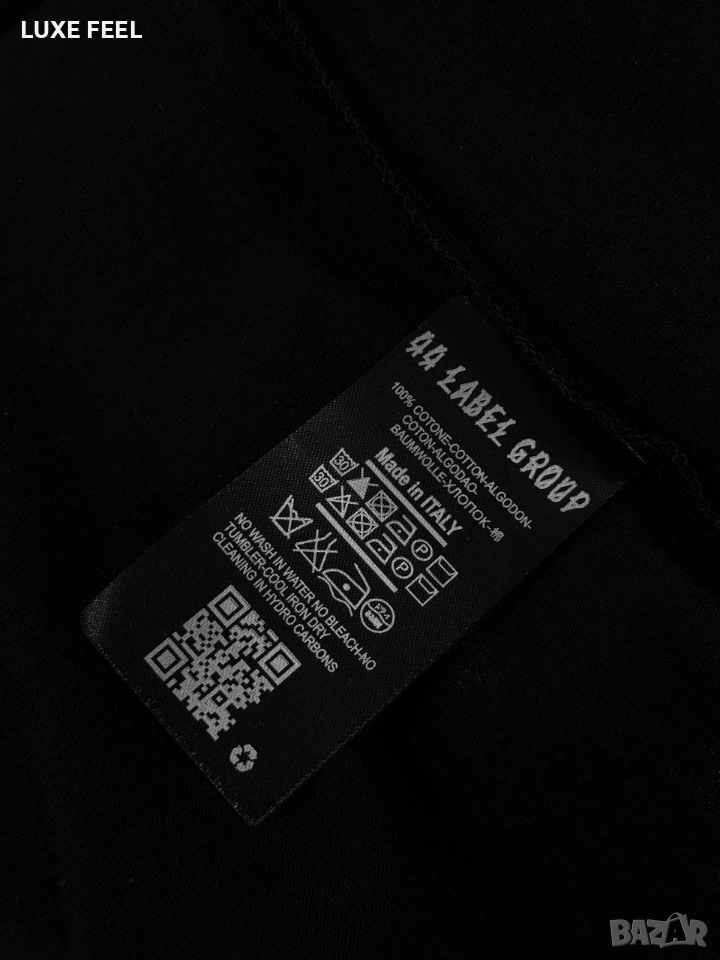 LUXE FEEL
44 LABEL GROUP
100% COTONE-COTTON-ALGODON-
COTON-ALGODAO-
BAUMWOLLE-ХЛОПОК-棉
Made in ITALY
30
30
P
P
NO WASH IN WATER NO BLEACH-NO
TUMBLER-COOL IRON DRY
CLEANING IN HYDRO CARBONS
BAZAR